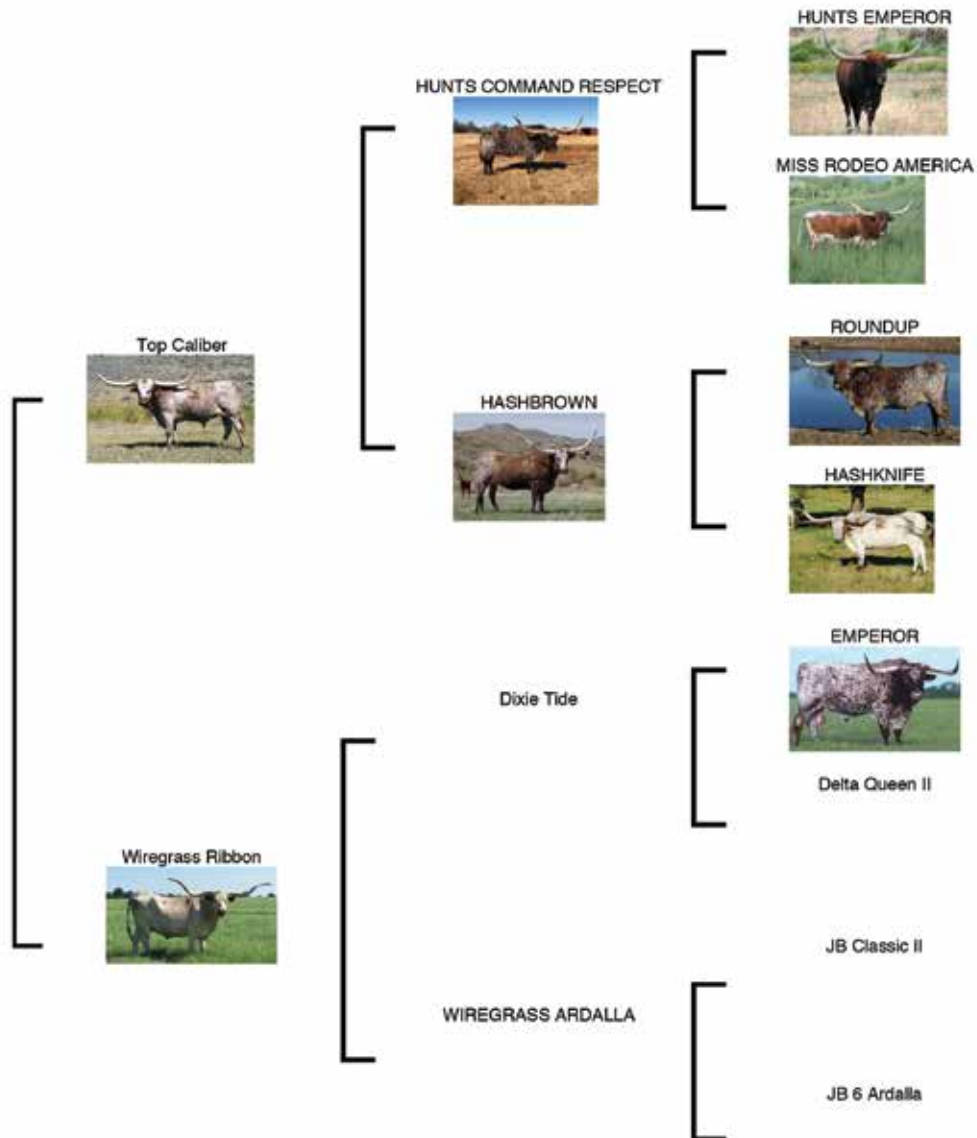 HUNTS EMPEROR
HUNTS COMMAND RESPECT
MISS RODEO AMERICA
Top Caliber
ROUNDUP
HASHBROWN
HASHKNIFE
EMPEROR
Dixie Tide
Delta Queen II
Wiregrass Ribbon
JB Classic II
WIREGRASS ARDALLA
JB 6 Ardalla